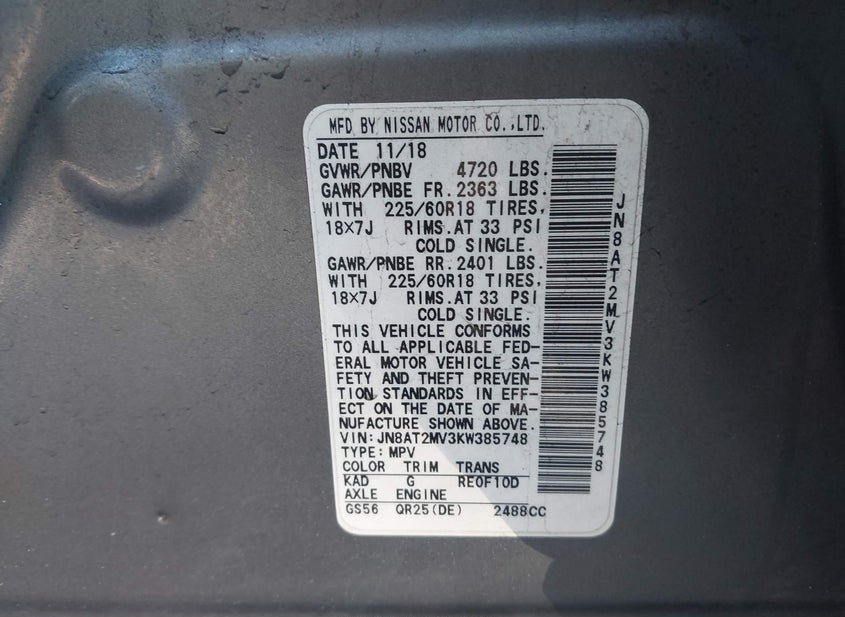 MFD BY NISSAN MOTOR CO.,LTD.
DATE 11/18
GVWR/PNBV 4720 LBS.
GAWR/PNBE FR. 2363 LBS.
WITH 225/60R18 TIRES,
18×7J RIMS.AT 33 PSI
COLD SINGLE.
GAWR/PNBE RR. 2401 LBS.
WITH 225/60R18 TIRES,
18×7J RIMS.AT 33 PSI
COLD SINGLE.
THIS VEHICLE CONFORMS
TO ALL APPLICABLE FED-
ERAL MOTOR VEHICLE SA-
FETY AND THEFT PREVEN-
TION STANDARDS IN EFF-
ECT ON THE DATE OF MA-
NUFACTURE SHOWN ABOVE.
VIN:JN8AT2MV3KW385748
TYPE:MPV
COLOR TRIM TRANS
KAD G RE0F10D
AXLE ENGINE
GS56 QR25(DE) 2488CC
JN8AT2MV3KW385748